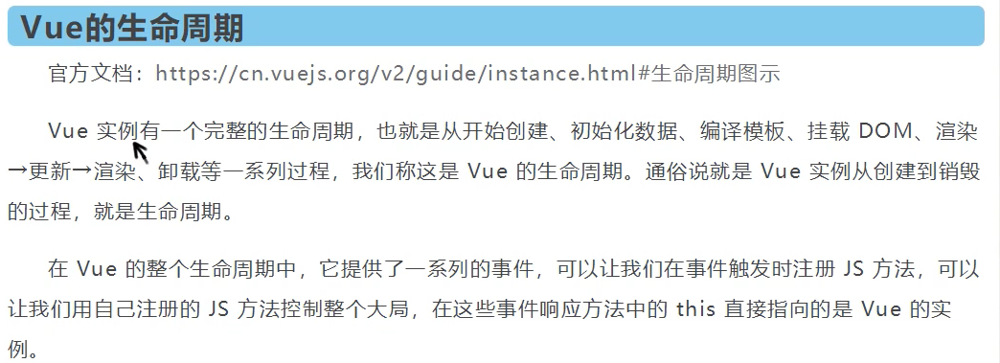 Vue的生命周期
官方文档：https://cn.vuejs.org/v2/guide/instance.html#生命周期图示
Vue 实例有一个完整的生命周期，也就是从开始创建、初始化数据、编译模板、挂载 DOM、渲染
→更新→渲染、卸载等一系列过程，我们称这是 Vue 的生命周期。通俗说就是 Vue 实例从创建到销毁
的过程，就是生命周期。
在 Vue 的整个生命周期中，它提供了一系列的事件，可以让我们在事件触发时注册 JS 方法，可以
让我们用自己注册的 JS 方法控制整个大局，在这些事件响应方法中的 this 直接指向的是 Vue 的实
例。